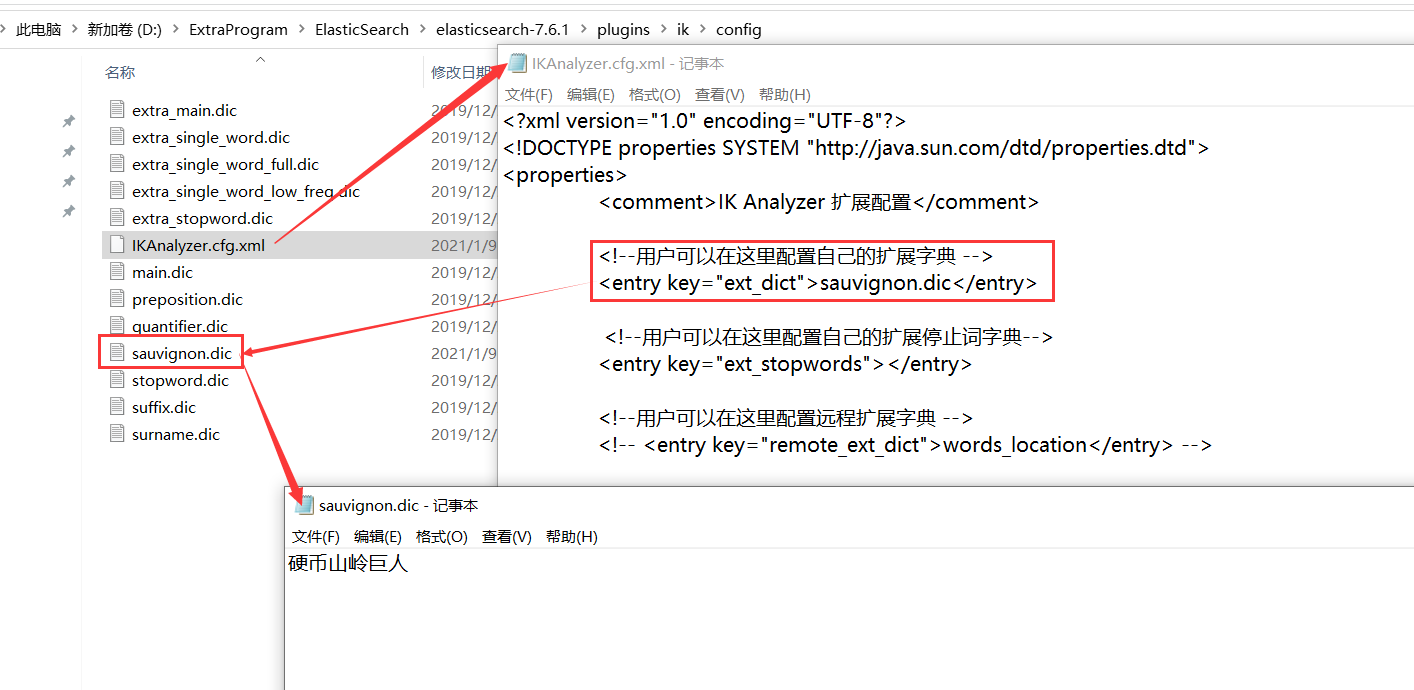 此电脑 > 新加卷 (D:) > ExtraProgram > ElasticSearch > elasticsearch-7.6.1 > plugins > ik > config
名称 修改日期
extra_main.dic 2019/12/
extra_single_word.dic 2019/12/
extra_single_word_full.dic 2019/12/
extra_single_word_low_freq.dic 2019/12/
extra_stopword.dic 2019/12/
IKAnalyzer.cfg.xml 2021/1/9
main.dic 2019/12/
preposition.dic 2019/12/
quantifier.dic 2019/12/
sauvignon.dic 2021/1/9
stopword.dic 2019/12/
suffix.dic 2019/12/
surname.dic 2019/12/
IKAnalyzer.cfg.xml - 记事本
文件(F) 编辑(E) 格式(O) 查看(V) 帮助(H)
<?xml version="1.0" encoding="UTF-8"?>
<!DOCTYPE properties SYSTEM "http://java.sun.com/dtd/properties.dtd">
<properties>
<comment>IK Analyzer 扩展配置</comment>
<!--用户可以在这里配置自己的扩展字典 -->
<entry key="ext_dict">sauvignon.dic</entry>
<!--用户可以在这里配置自己的扩展停止词字典-->
<entry key="ext_stopwords"></entry>
<!--用户可以在这里配置远程扩展字典 -->
<!-- <entry key="remote_ext_dict">words_location</entry> -->
sauvignon.dic - 记事本
文件(F) 编辑(E) 格式(O) 查看(V) 帮助(H)
硬币山岭巨人